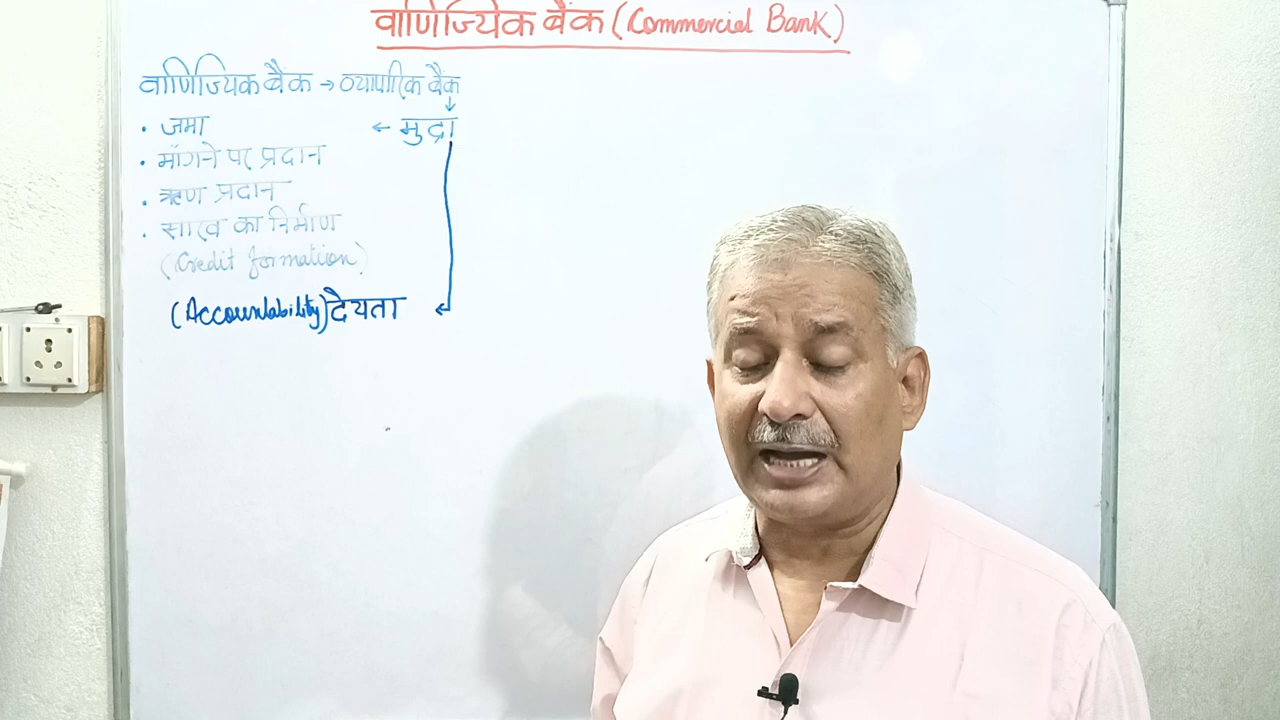 वाणिज्यिक बैंक (Commercial Bank)
वाणिज्यिक बैंक → व्यापारिक बैंक
↓
• जमा ← मुद्रा
• माँगने पर प्रदान
• ऋण प्रदान
• साख का निर्माण
(Credit formation)
(Accountability) देयता ←